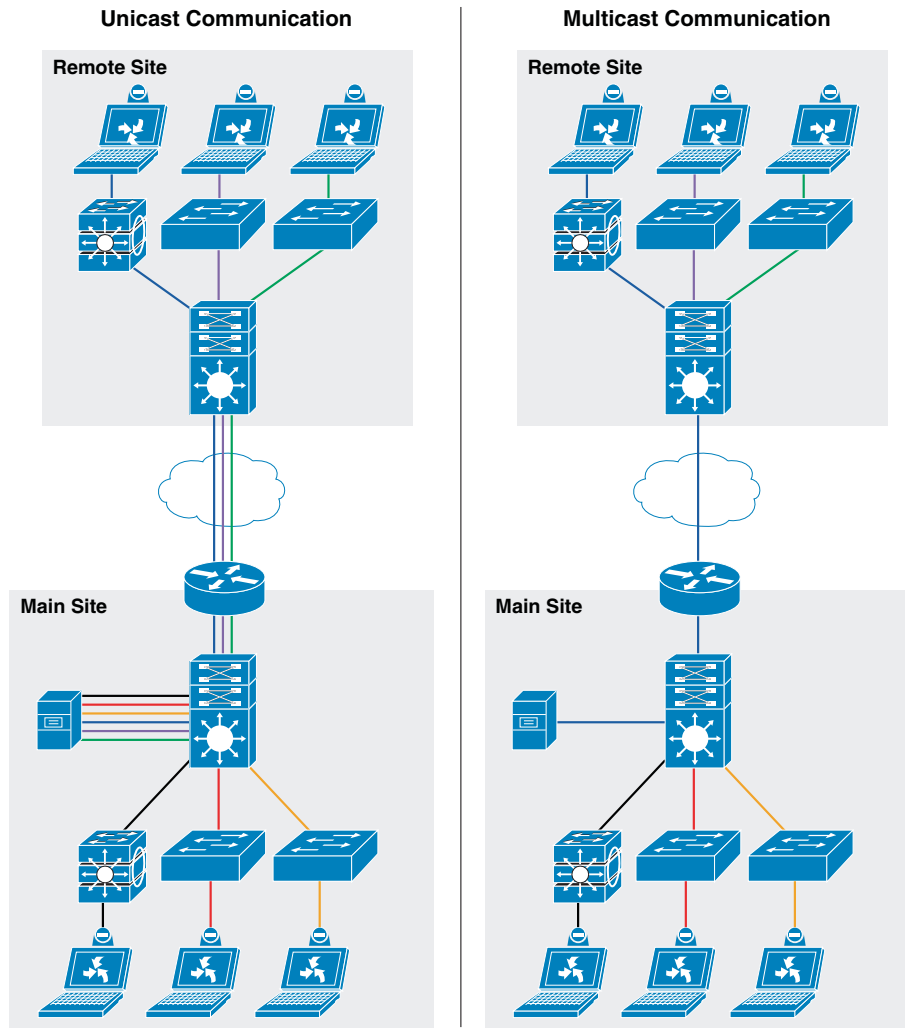 Unicast Communication
Remote Site
Main Site
Multicast Communication
Remote Site
Main Site